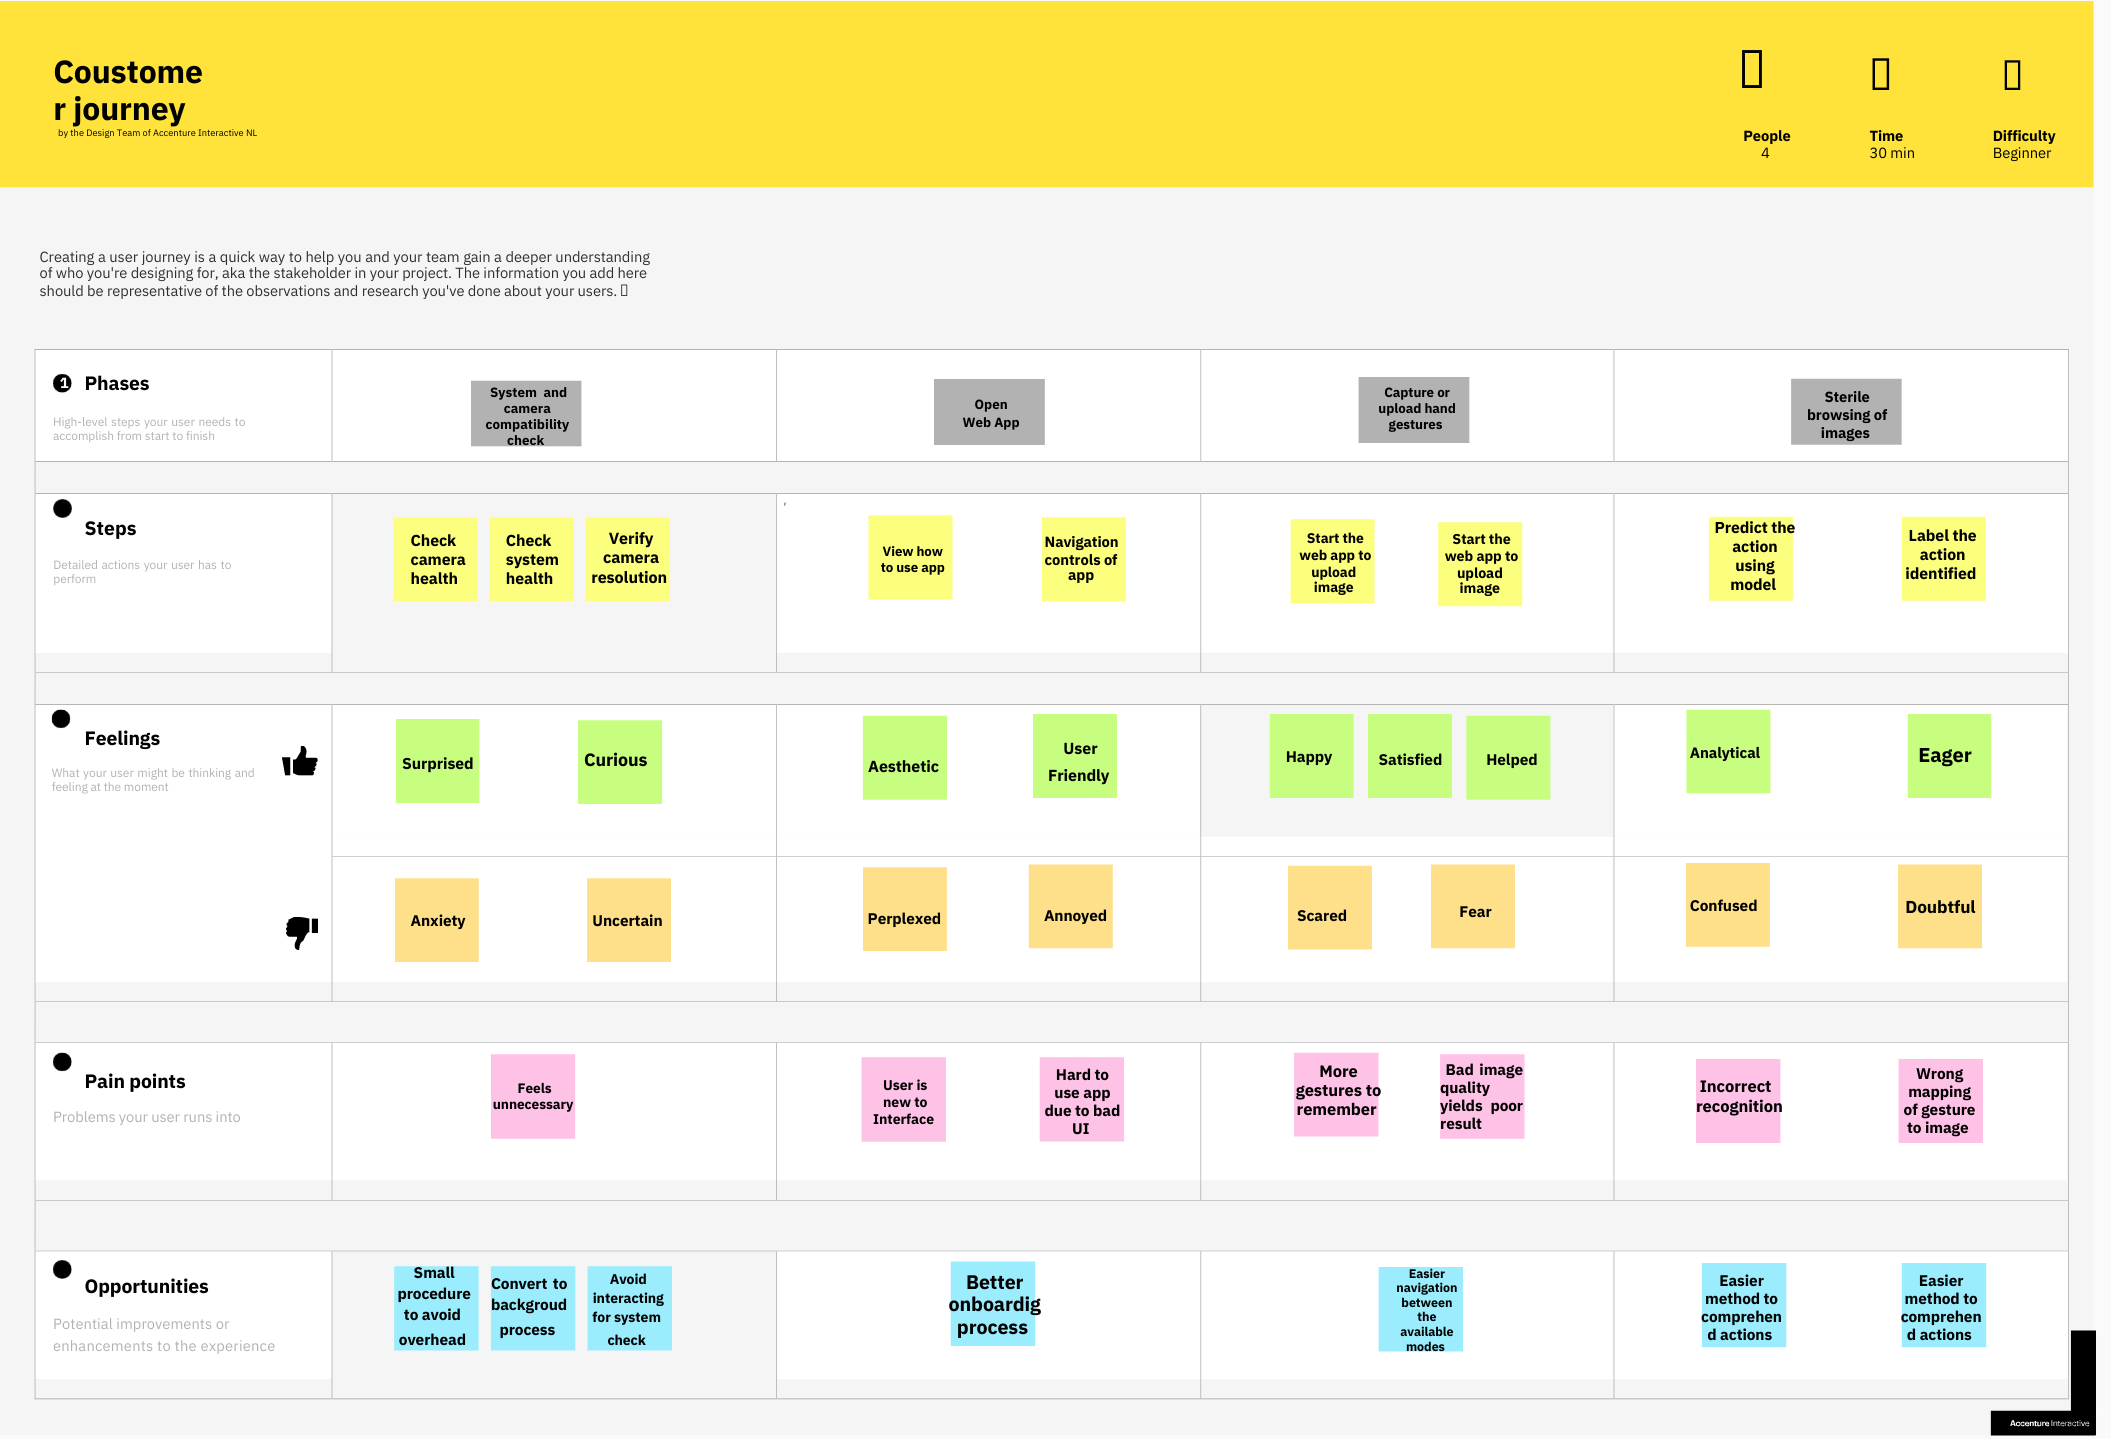 Coustome
r journey
by the Design Team of Accenture Interactive NL
People
4
Time
30 min
Difficulty
Beginner
Creating a user journey is a quick way to help you and your team gain a deeper understanding
of who you're designing for, aka the stakeholder in your project. The information you add here
should be representative of the observations and research you've done about your users.
1 Phases
High-level steps your user needs to
accomplish from start to finish
System and
camera
compatibility
check
Open
Web App
Capture or
upload hand
gestures
Sterile
browsing of
images
Steps
Detailed actions your user has to
perform
Check
camera
health
Check
system
health
Verify
camera
resolution
View how
to use app
Navigation
controls of
app
Start the
web app to
upload
image
Start the
web app to
upload
image
Predict the
action
using
model
Label the
action
identified
Feelings
What your user might be thinking and
feeling at the moment
Surprised
Curious
Aesthetic
User
Friendly
Happy
Satisfied
Helped
Analytical
Eager
Anxiety
Uncertain
Perplexed
Annoyed
Scared
Fear
Confused
Doubtful
Pain points
Problems your user runs into
Feels
unnecessary
User is
new to
Interface
Hard to
use app
due to bad
UI
More
gestures to
remember
Bad image
quality
yields poor
result
Incorrect
recognition
Wrong
mapping
of gesture
to image
Opportunities
Potential improvements or
enhancements to the experience
Small
procedure
to avoid
overhead
Convert to
backgroud
process
Avoid
interacting
for system
check
Better
onboardig
process
Easier
navigation
between
the
available
modes
Easier
method to
comprehen
d actions
Easier
method to
comprehen
d actions
Accenture Interactive